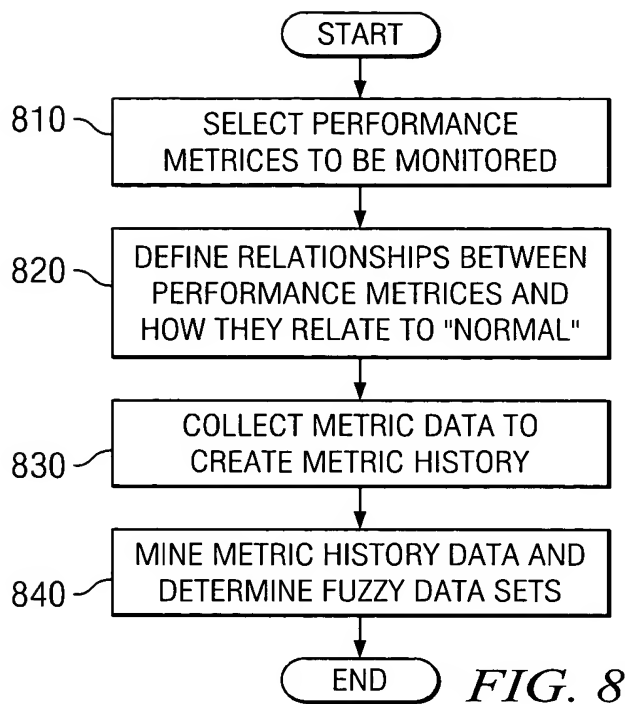 START
810
SELECT PERFORMANCE
METRICES TO BE MONITORED
820
DEFINE RELATIONSHIPS BETWEEN
PERFORMANCE METRICES AND
HOW THEY RELATE TO "NORMAL"
830
COLLECT METRIC DATA TO
CREATE METRIC HISTORY
840
MINE METRIC HISTORY DATA AND
DETERMINE FUZZY DATA SETS
END
FIG. 8